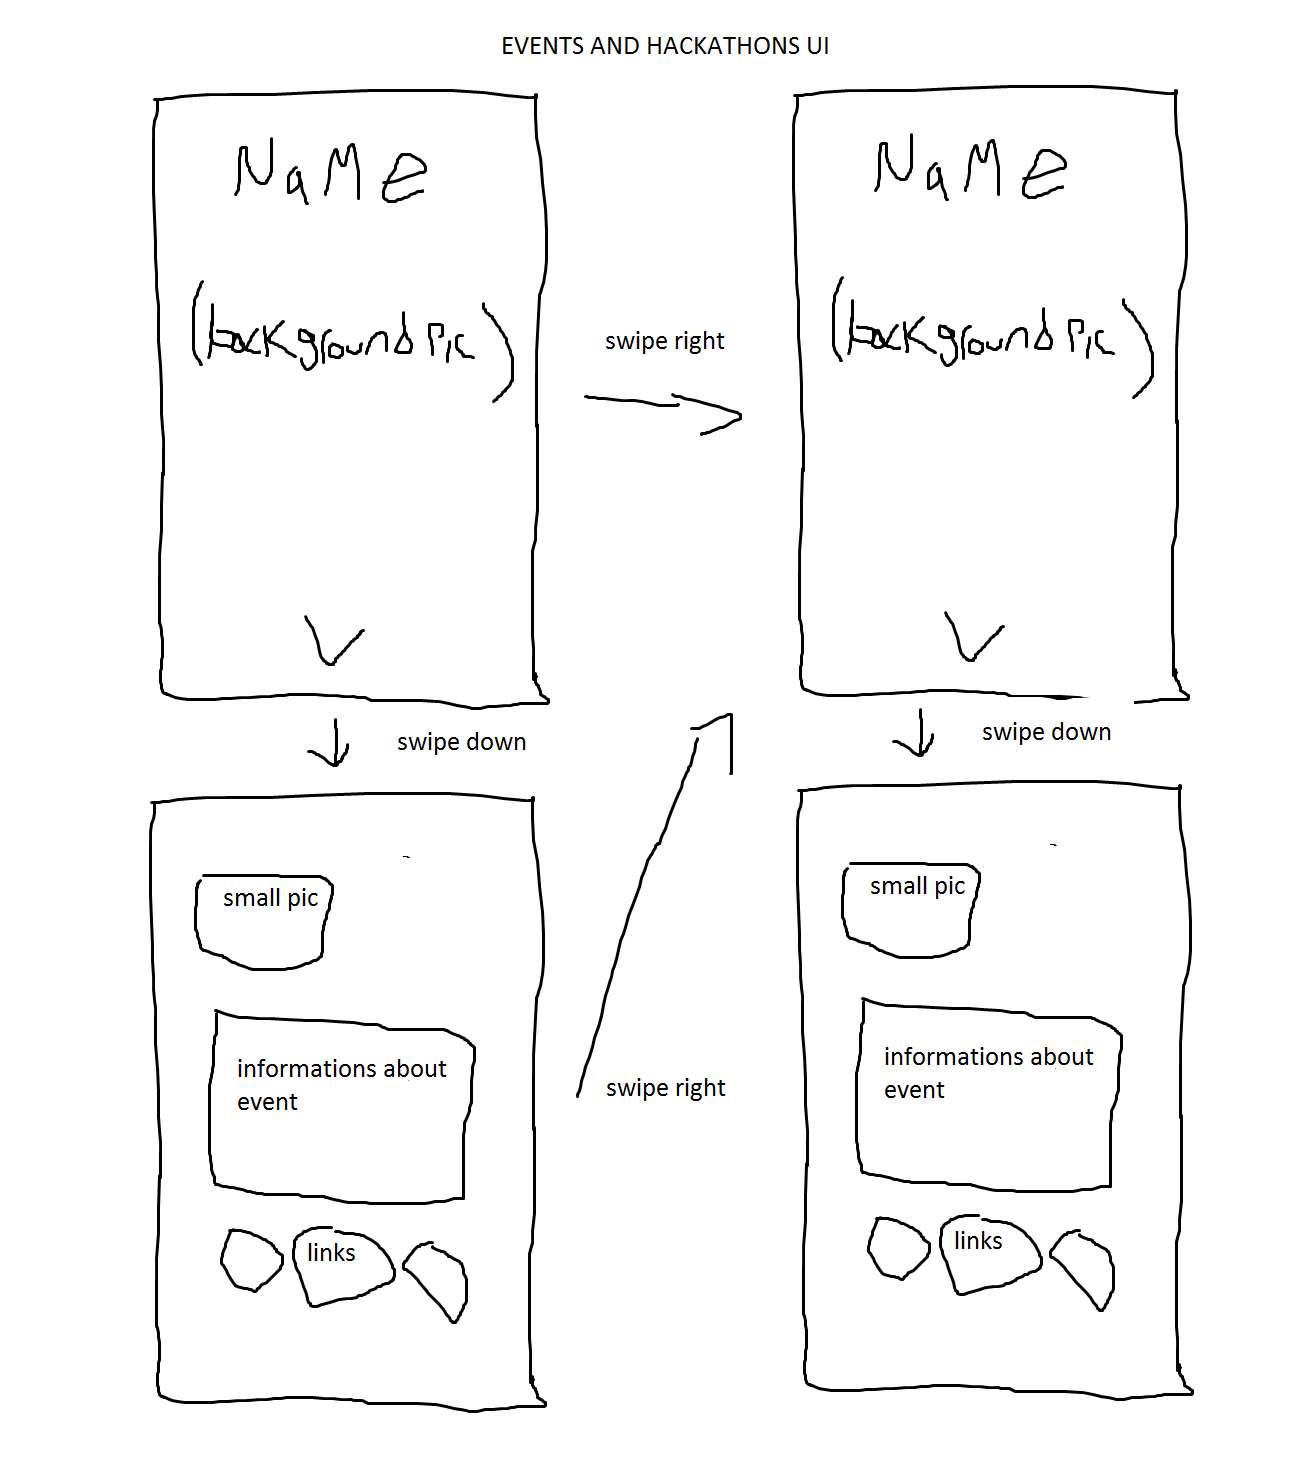 EVENTS AND HACKATHONS UI
NaMe
NaMe
(background Pic)
swipe right
(background Pic)
swipe down
swipe down
small pic
small pic
informations about
event
informations about
event
swipe right
links
links